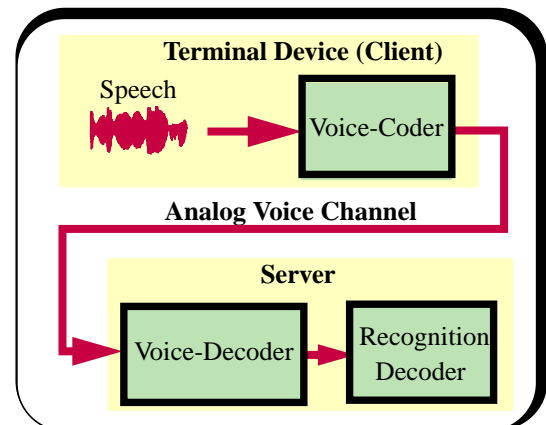 Terminal Device (Client)
Speech
Voice-Coder
Analog Voice Channel
Server
Voice-Decoder
Recognition
Decoder